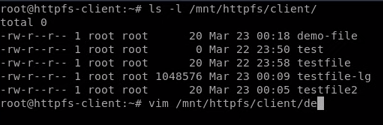 root@httpfs-client:~# ls -l /mnt/httpfs/client/
total 0
-rw-r--r-- 1 root root      20 Mar 23 00:18 demo-file
-rw-r--r-- 1 root root       0 Mar 22 23:50 test
-rw-r--r-- 1 root root      20 Mar 22 23:58 testfile
-rw-r--r-- 1 root root 1048576 Mar 23 00:09 testfile-lg
-rw-r--r-- 1 root root      20 Mar 23 00:05 testfile2
root@httpfs-client:~# vim /mnt/httpfs/client/de